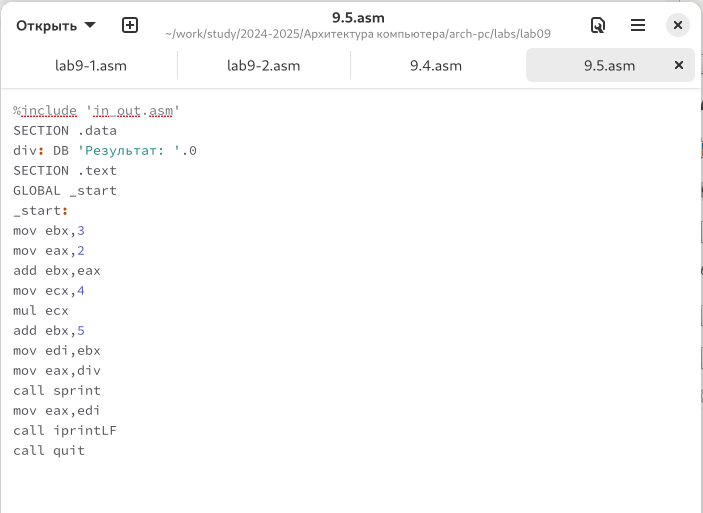 Открыть
9.5.asm
~/work/study/2024-2025/Архитектура компьютера/arch-pc/labs/lab09
lab9-1.asm
lab9-2.asm
9.4.asm
9.5.asm
%include 'in_out.asm'
SECTION .data
div: DB 'Результат: '.0
SECTION .text
GLOBAL _start
_start:
mov ebx,3
mov eax,2
add ebx,eax
mov ecx,4
mul ecx
add ebx,5
mov edi,ebx
mov eax,div
call sprint
mov eax,edi
call iprintLF
call quit